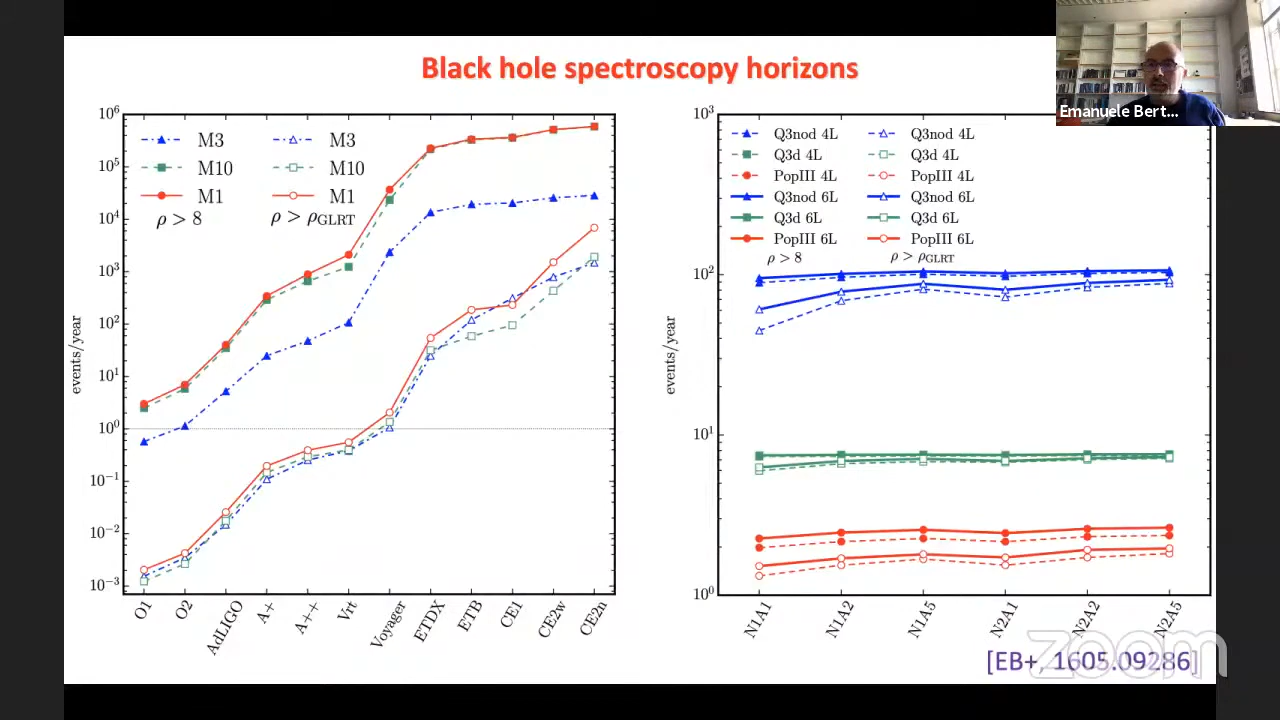 Black hole spectroscopy horizons
Emanuele Bert...
M3
M10
M1
ρ > 8
M3
M10
M1
ρ > ρGLRT
10^6
10^5
10^4
10^3
10^2
10^1
10^0
10^-1
10^-2
10^-3
events/year
O1
O2
AdLIGO
A+
A++
Vrt
Voyager
ETDX
ETB
CE1
CE2w
CE2n
Q3nod 4L
Q3d 4L
PopIII 4L
Q3nod 6L
Q3d 6L
PopIII 6L
ρ > 8
Q3nod 4L
Q3d 4L
PopIII 4L
Q3nod 6L
Q3d 6L
PopIII 6L
ρ > ρGLRT
10^3
10^2
10^1
10^0
events/year
N1A1
N1A2
N1A5
N2A1
N2A2
N2A5
[EB+, 1605.09286]
zoom